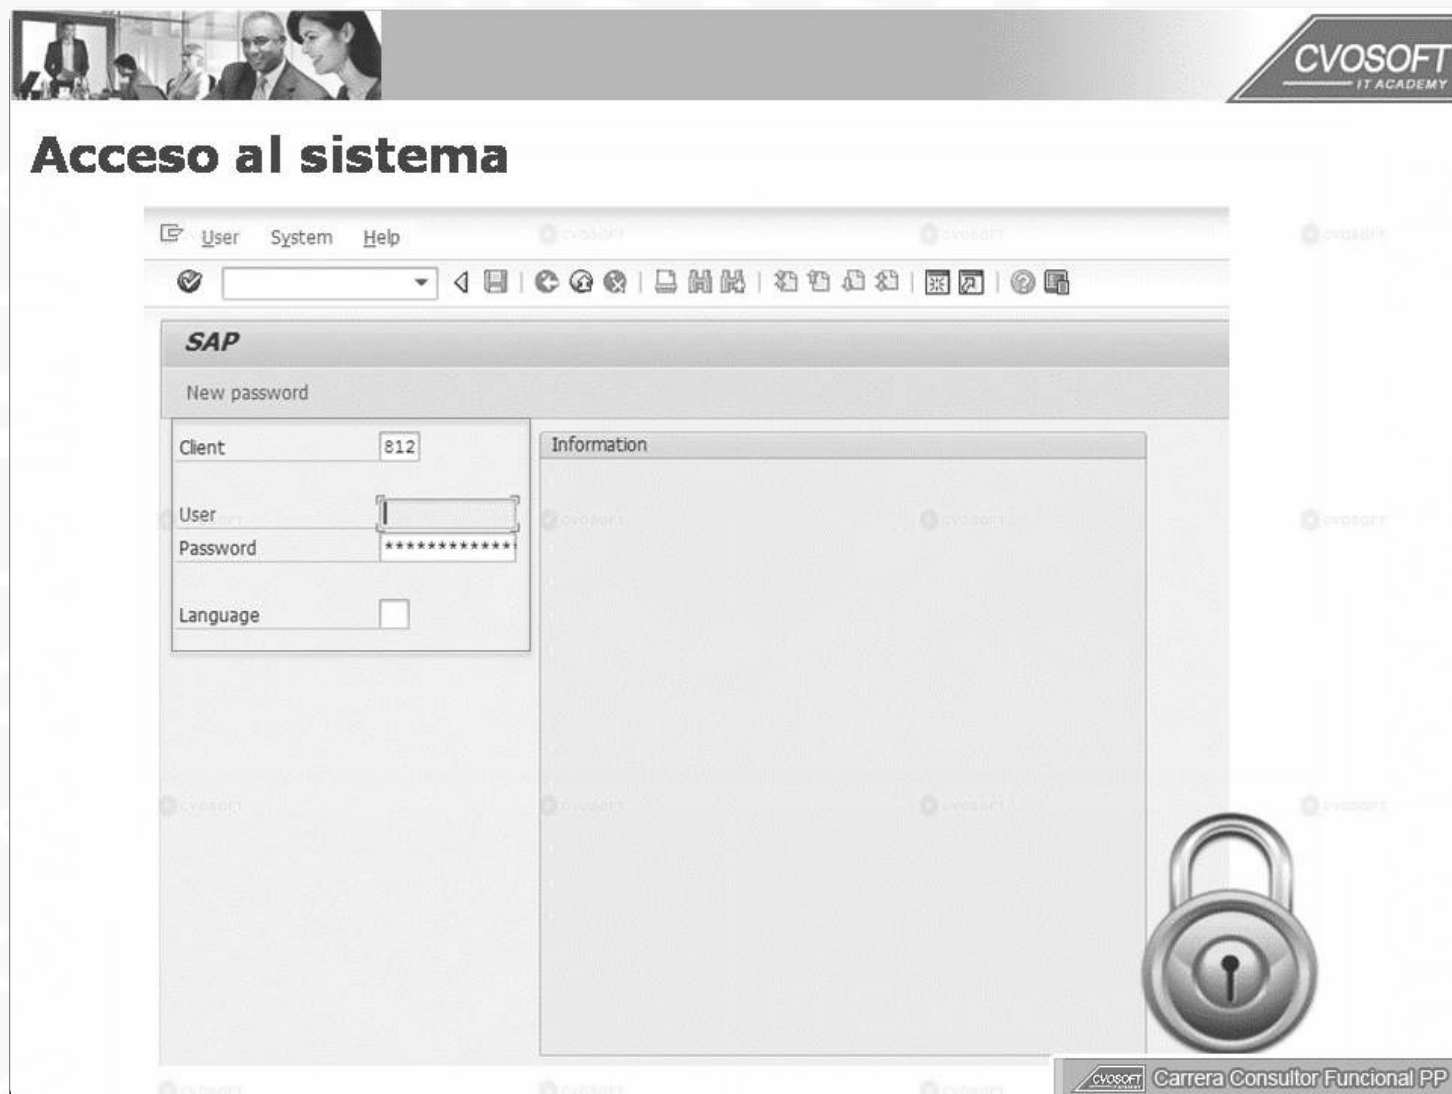 CVOSOFT
IT ACADEMY
Acceso al sistema
User System Help
SAP
New password
Client 812
Information
User
Password *************
Language
CVOSOFT
Carrera Consultor Funcional PP